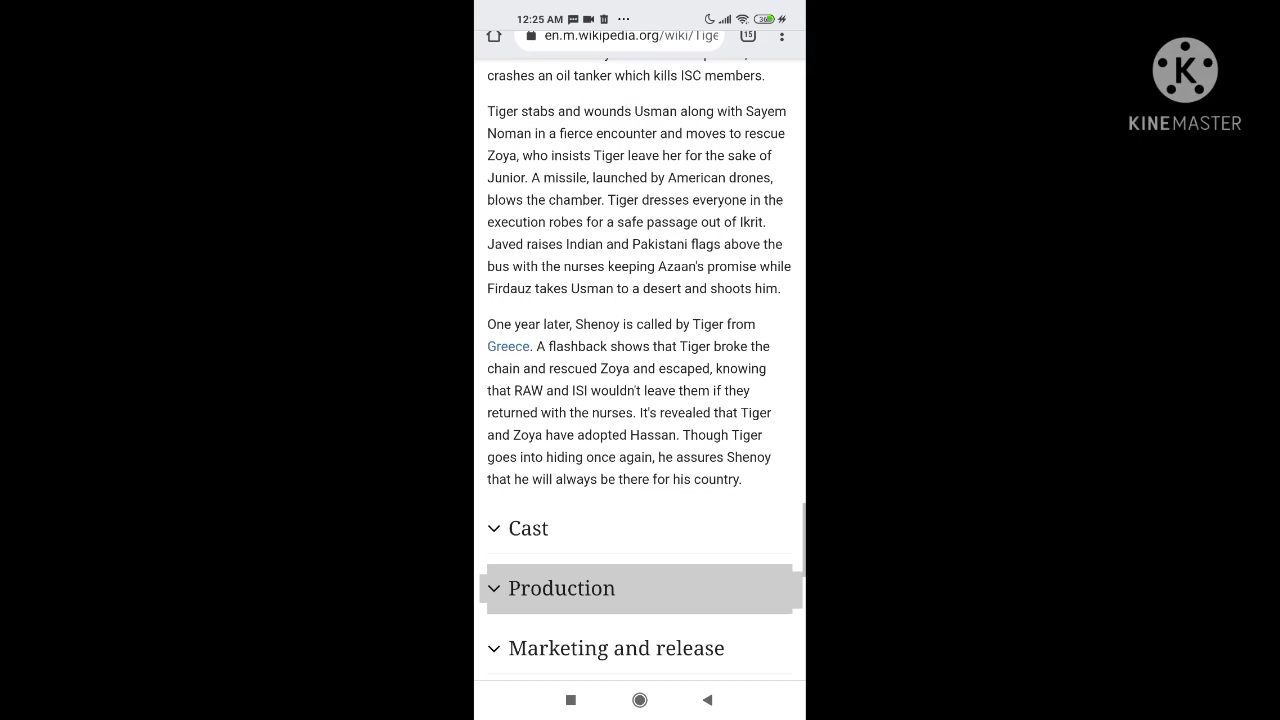 12:25 AM
36
en.m.wikipedia.org/wiki/Tige
15
crashes an oil tanker which kills ISC members.
Tiger stabs and wounds Usman along with Sayem
Noman in a fierce encounter and moves to rescue
Zoya, who insists Tiger leave her for the sake of
Junior. A missile, launched by American drones,
blows the chamber. Tiger dresses everyone in the
execution robes for a safe passage out of Ikrit.
Javed raises Indian and Pakistani flags above the
bus with the nurses keeping Azaan's promise while
Firdauz takes Usman to a desert and shoots him.
One year later, Shenoy is called by Tiger from
Greece. A flashback shows that Tiger broke the
chain and rescued Zoya and escaped, knowing
that RAW and ISI wouldn't leave them if they
returned with the nurses. It's revealed that Tiger
and Zoya have adopted Hassan. Though Tiger
goes into hiding once again, he assures Shenoy
that he will always be there for his country.
Cast
Production
Marketing and release
K
KINEMASTER